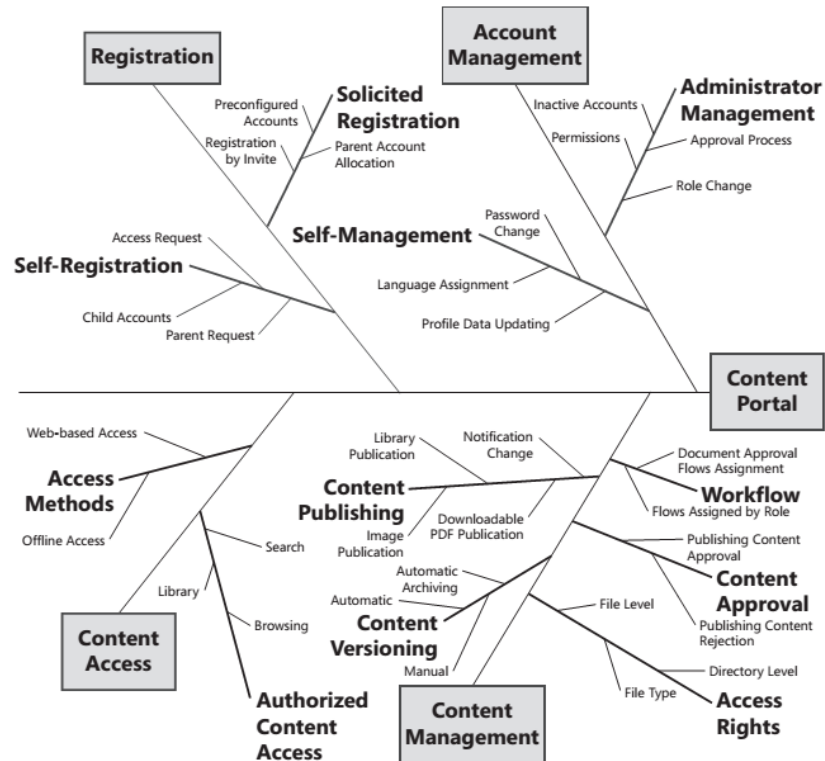 Registration
Account
Management
Preconfigured
Accounts
Solicited
Registration
Registration
by Invite
Parent Account
Allocation
Inactive Accounts
Administrator
Management
Permissions
Approval Process
Role Change
Access Request
Self-Registration
Child Accounts
Parent Request
Password
Change
Self-Management
Language Assignment
Profile Data Updating
Content
Portal
Web-based Access
Access
Methods
Offline Access
Search
Library
Browsing
Content
Access
Authorized
Content
Access
Library
Publication
Notification
Change
Content
Publishing
Image
Publication
Downloadable
PDF Publication
Document Approval
Flows Assignment
Workflow
Flows Assigned by Role
Publishing Content
Approval
Content
Approval
Publishing Content
Rejection
Automatic
Archiving
Automatic
Content
Versioning
Manual
File Level
Directory Level
File Type
Access
Rights
Content
Management